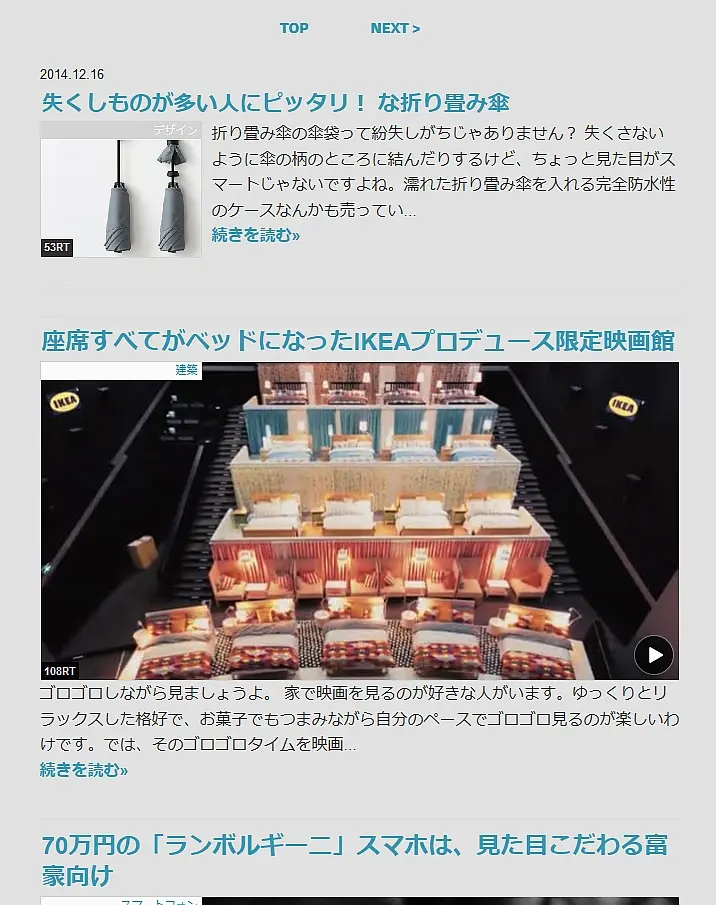 TOP NEXT >
2014.12.16
失くしものが多い人にピッタリ！ な折り畳み傘
デザイン
折り畳み傘の傘袋って紛失しがちじゃありません？ 失くさない
ように傘の柄のところに結んだりするけど、ちょっと見た目がス
マートじゃないですよね。濡れた折り畳み傘を入れる完全防水性
のケースなんかも売ってい...
続きを読む»
53RT
座席すべてがベッドになったIKEAプロデュース限定映画館
建築
IKEA
IKEA
108RT
ゴロゴロしながら見ましょうよ。 家で映画を見るのが好きな人がいます。ゆっくりとリ
ラックスした格好で、お菓子でもつまみながら自分のペースでゴロゴロ見るのが楽しいわ
けです。では、そのゴロゴロタイムを映画...
続きを読む»
70万円の「ランボルギーニ」スマホは、見た目こだわる富
豪向け
スマートフォン